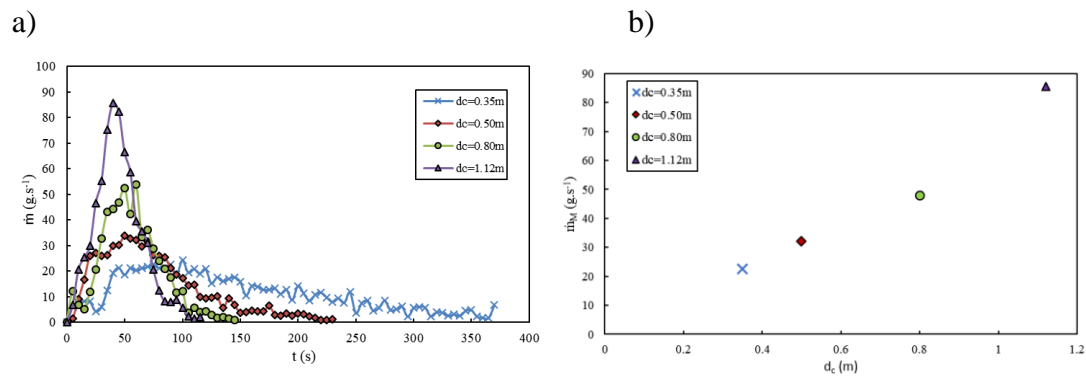 a)
100
90
80
70
60
50
40
30
20
10
0
ṁ (g.s⁻¹)
dc=0.35m
dc=0.50m
dc=0.80m
dc=1.12m
0 50 100 150 200 250 300 350 400
t (s)
b)
90
80
70
60
50
40
30
20
10
0
ṁM (g.s⁻¹)
dc=0.35m
dc=0.50m
dc=0.80m
dc=1.12m
0 0.2 0.4 0.6 0.8 1 1.2
dc (m)